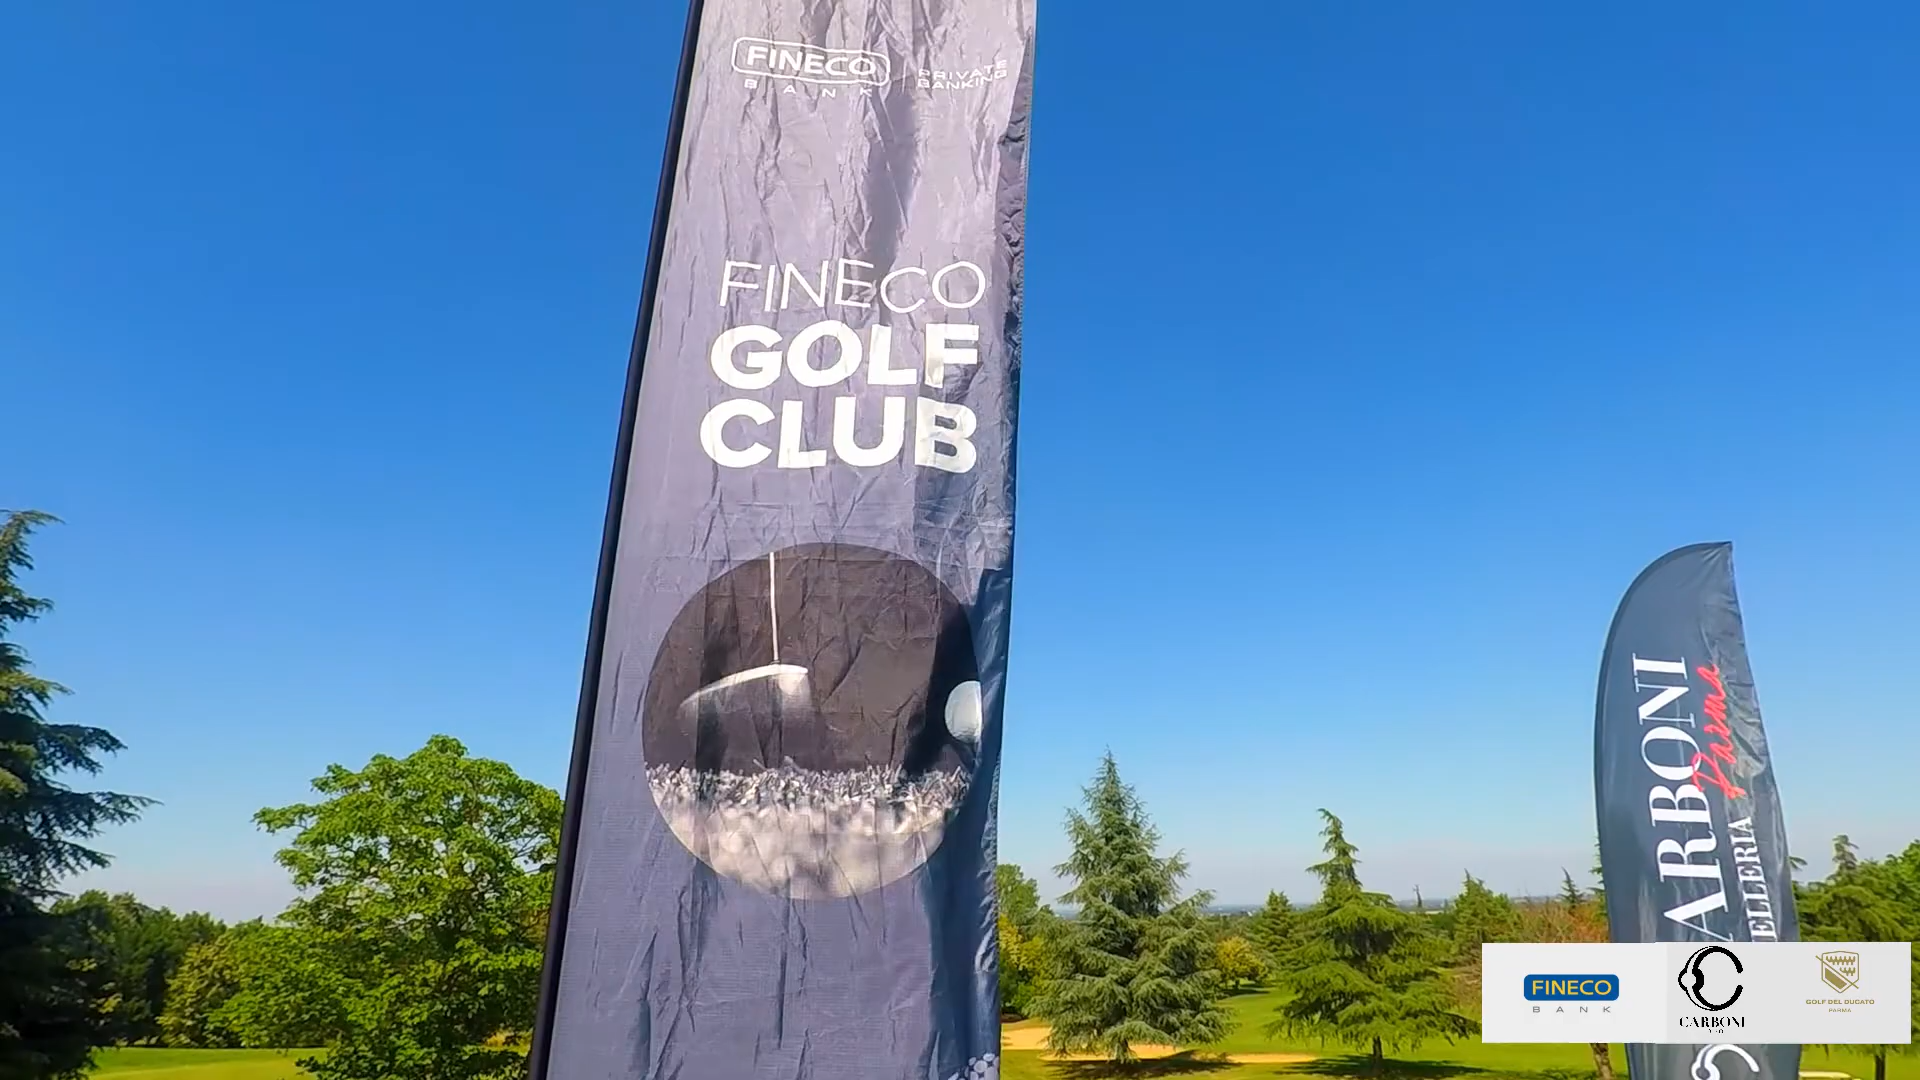 FINECO
BANK
PRIVATE
BANKING
FINECO
GOLF
CLUB
ARBONI
Parma
ELLERIA
FINECO
BANK
CARBONI
GOLF DEL DUCATO
PARMA